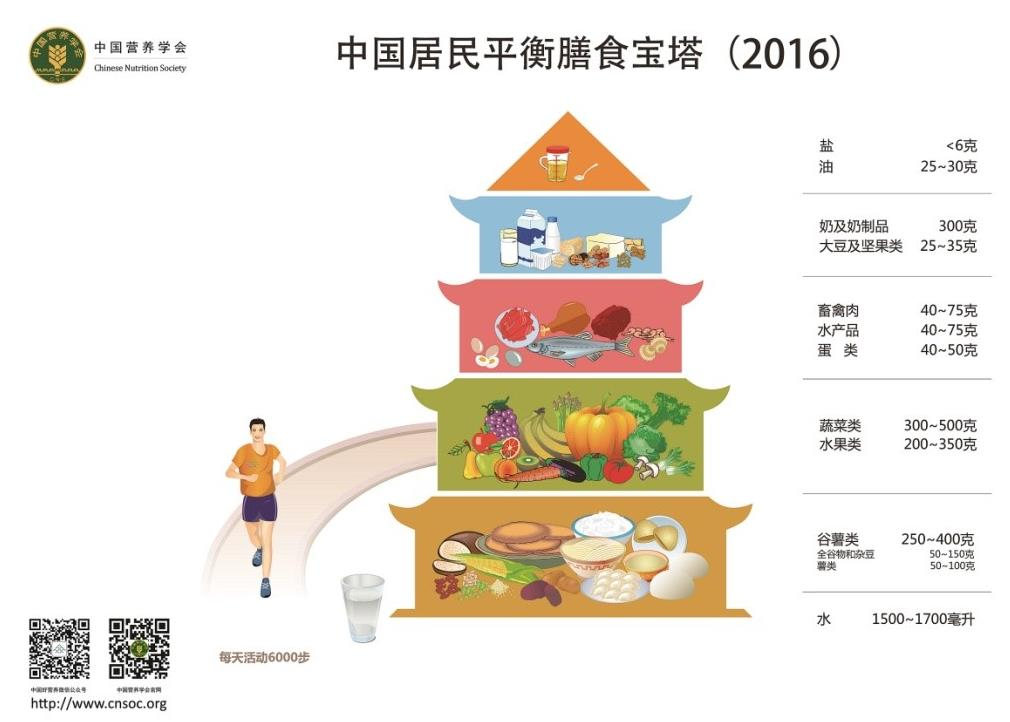 中国营养学会
Chinese Nutrition Society
中国居民平衡膳食宝塔（2016）
盐 <6克
油 25~30克
奶及奶制品 300克
大豆及坚果类 25~35克
畜禽肉 40~75克
水产品 40~75克
蛋 类 40~50克
蔬菜类 300~500克
水果类 200~350克
谷薯类 250~400克
全谷物和杂豆 50~150克
薯类 50~100克
水 1500~1700毫升
每天活动6000步
中国好营养微信公众号 中国营养学会官网
http://www.cnsoc.org